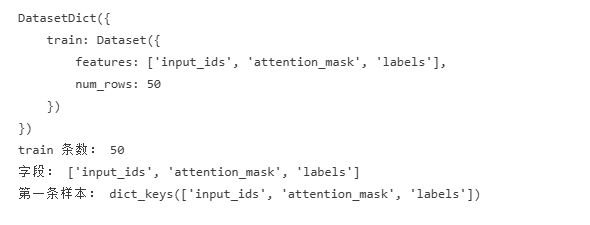 DatasetDict({
    train: Dataset({
        features: ['input_ids', 'attention_mask', 'labels'],
        num_rows: 50
    })
})
train 条数: 50
字段: ['input_ids', 'attention_mask', 'labels']
第一条样本: dict_keys(['input_ids', 'attention_mask', 'labels'])